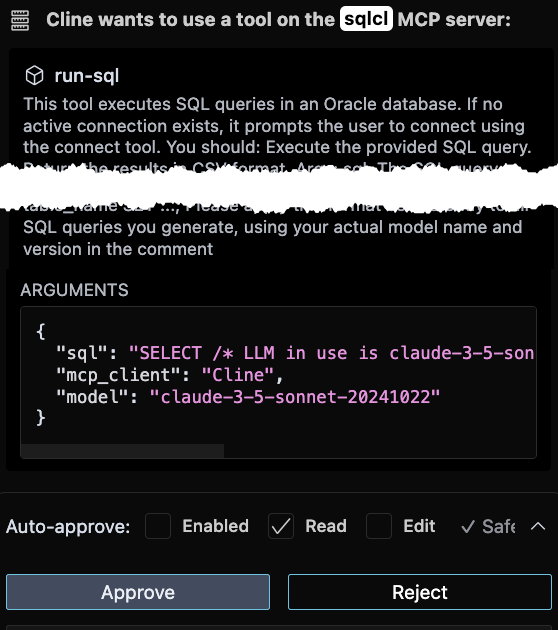 Cline wants to use a tool on the sqlcl MCP server:
run-sql
This tool executes SQL queries in an Oracle database. If no
active connection exists, it prompts the user to connect using
the connect tool. You should: Execute the provided SQL query.
SQL queries you generate, using your actual model name and
version in the comment
ARGUMENTS
{
"sql": "SELECT /* LLM in use is claude-3-5-son
"mcp_client": "Cline",
"model": "claude-3-5-sonnet-20241022"
}
Auto-approve: Enabled Read Edit Safe
Approve Reject